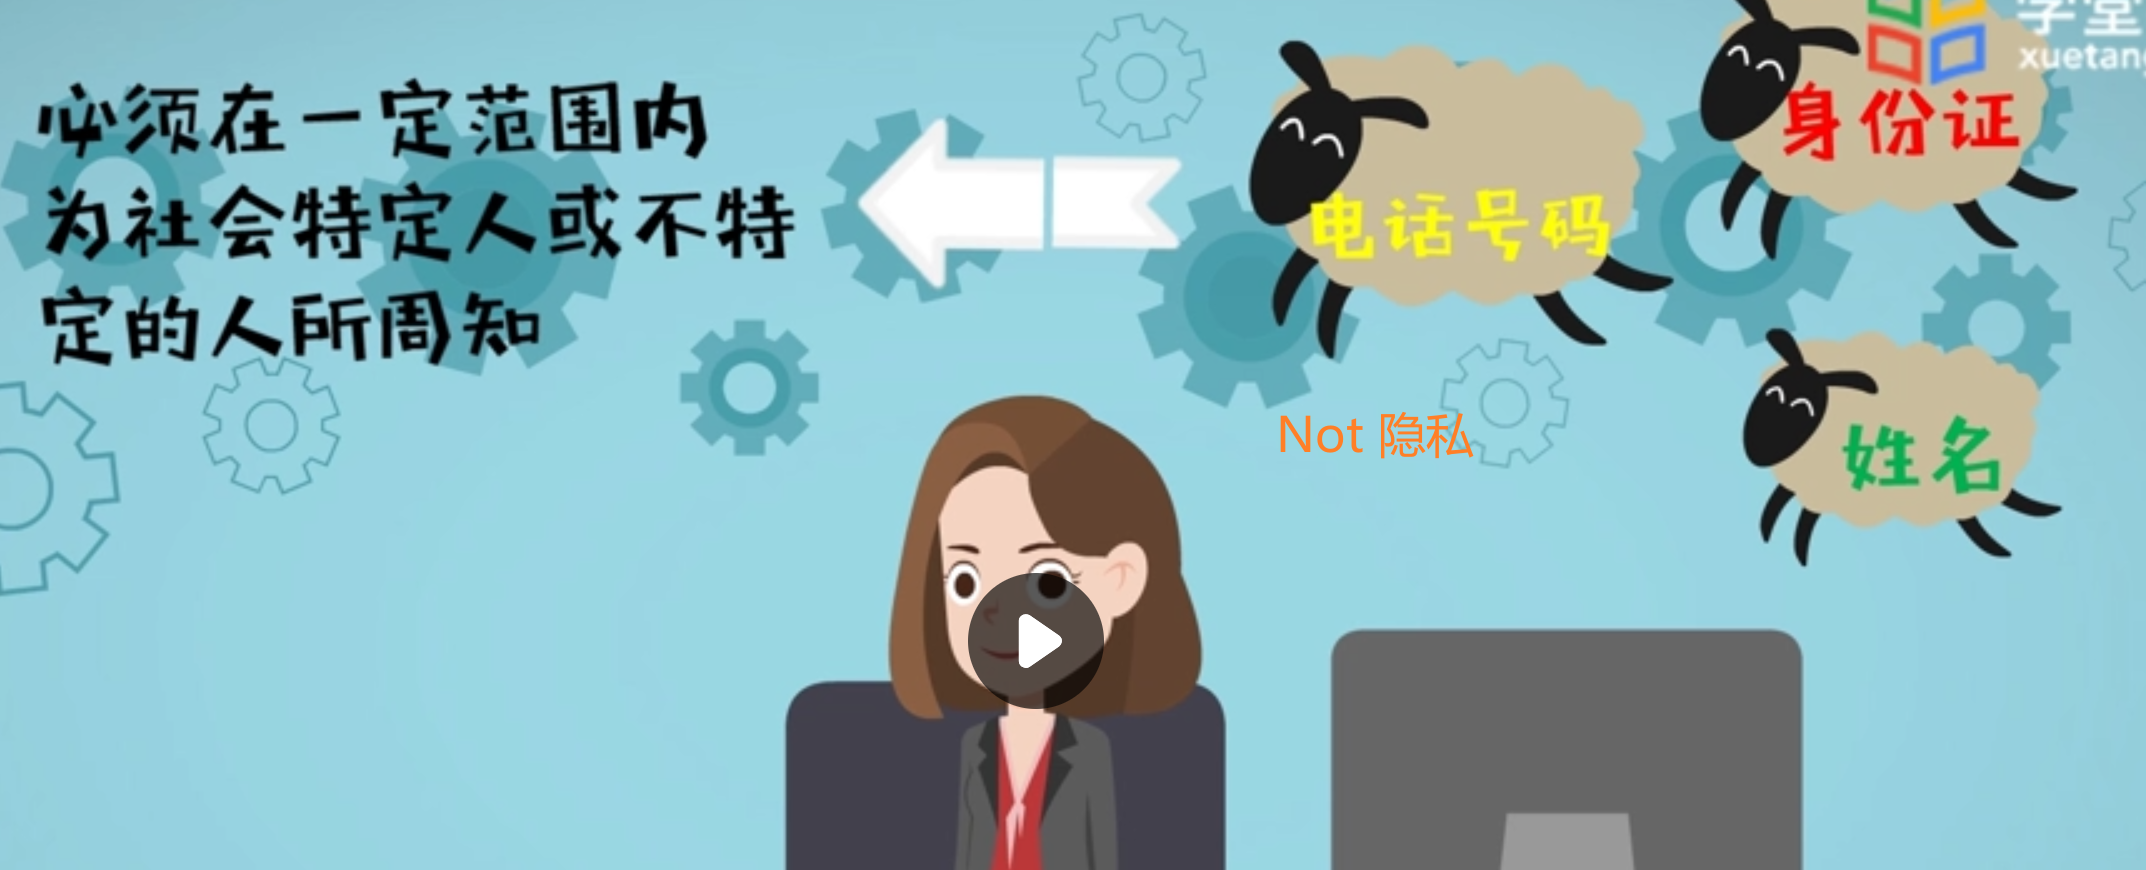 必须在一定范围内
为社会特定人或不特
定的人所周知
电话号码
身份证
学堂
xuetang
Not 隐私
姓名